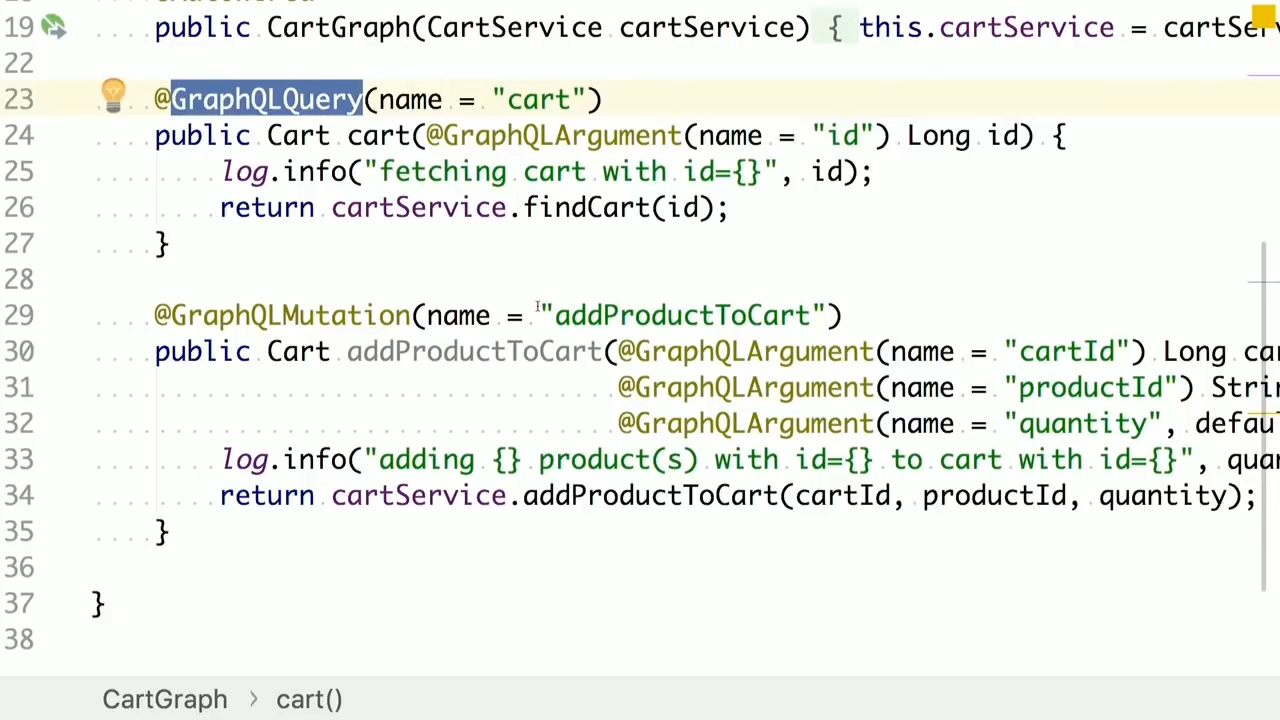 19 public CartGraph(CartService cartService) { this.cartService = cartSer
22
23 @GraphQLQuery(name = "cart")
24 public Cart cart(@GraphQLArgument(name = "id") Long id) {
25 log.info("fetching cart with id={}", id);
26 return cartService.findCart(id);
27 }
28
29 @GraphQLMutation(name = "addProductToCart")
30 public Cart addProductToCart(@GraphQLArgument(name = "cartId") Long car
31 @GraphQLArgument(name = "productId") Strin
32 @GraphQLArgument(name = "quantity", defau
33 log.info("adding {} product(s) with id={} to cart with id={}", quan
34 return cartService.addProductToCart(cartId, productId, quantity);
35 }
36
37 }
38
CartGraph > cart()